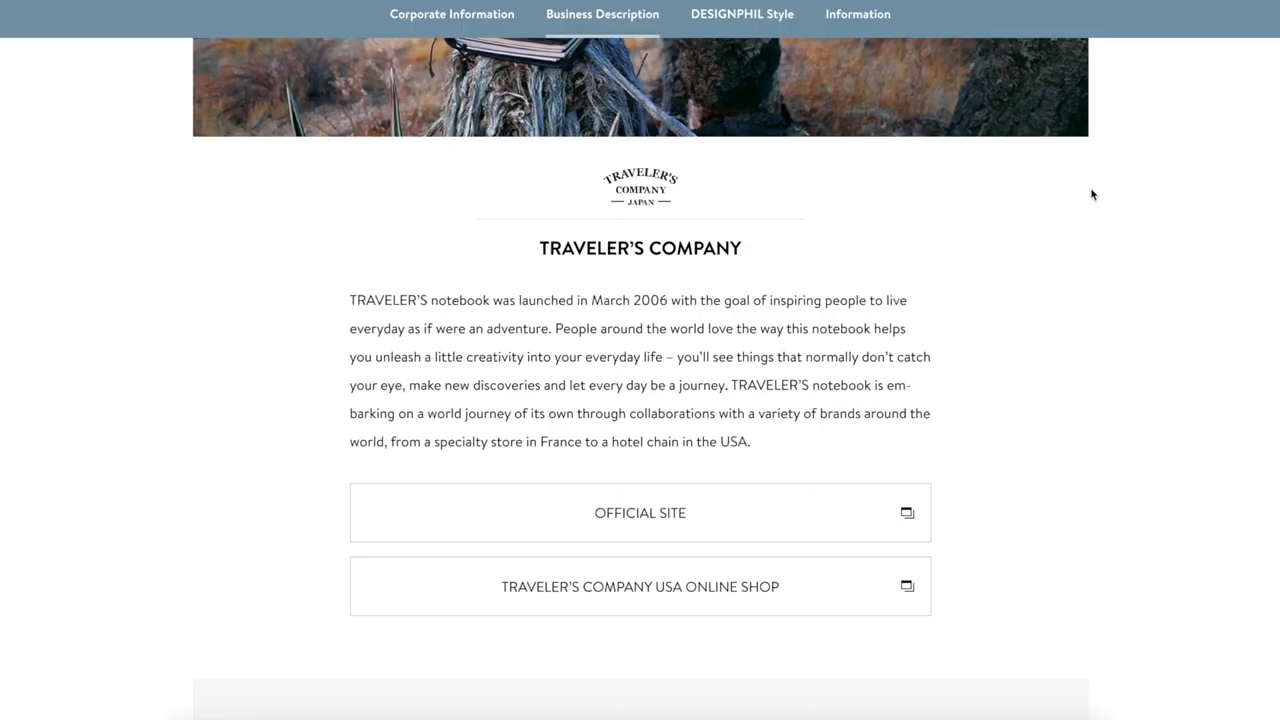 Corporate Information Business Description DESIGNPHIL Style Information
TRAVELER'S
COMPANY
JAPAN
TRAVELER’S COMPANY
TRAVELER’S notebook was launched in March 2006 with the goal of inspiring people to live
everyday as if were an adventure. People around the world love the way this notebook helps
you unleash a little creativity into your everyday life – you’ll see things that normally don’t catch
your eye, make new discoveries and let every day be a journey. TRAVELER’S notebook is em-
barking on a world journey of its own through collaborations with a variety of brands around the
world, from a specialty store in France to a hotel chain in the USA.
OFFICIAL SITE
TRAVELER’S COMPANY USA ONLINE SHOP